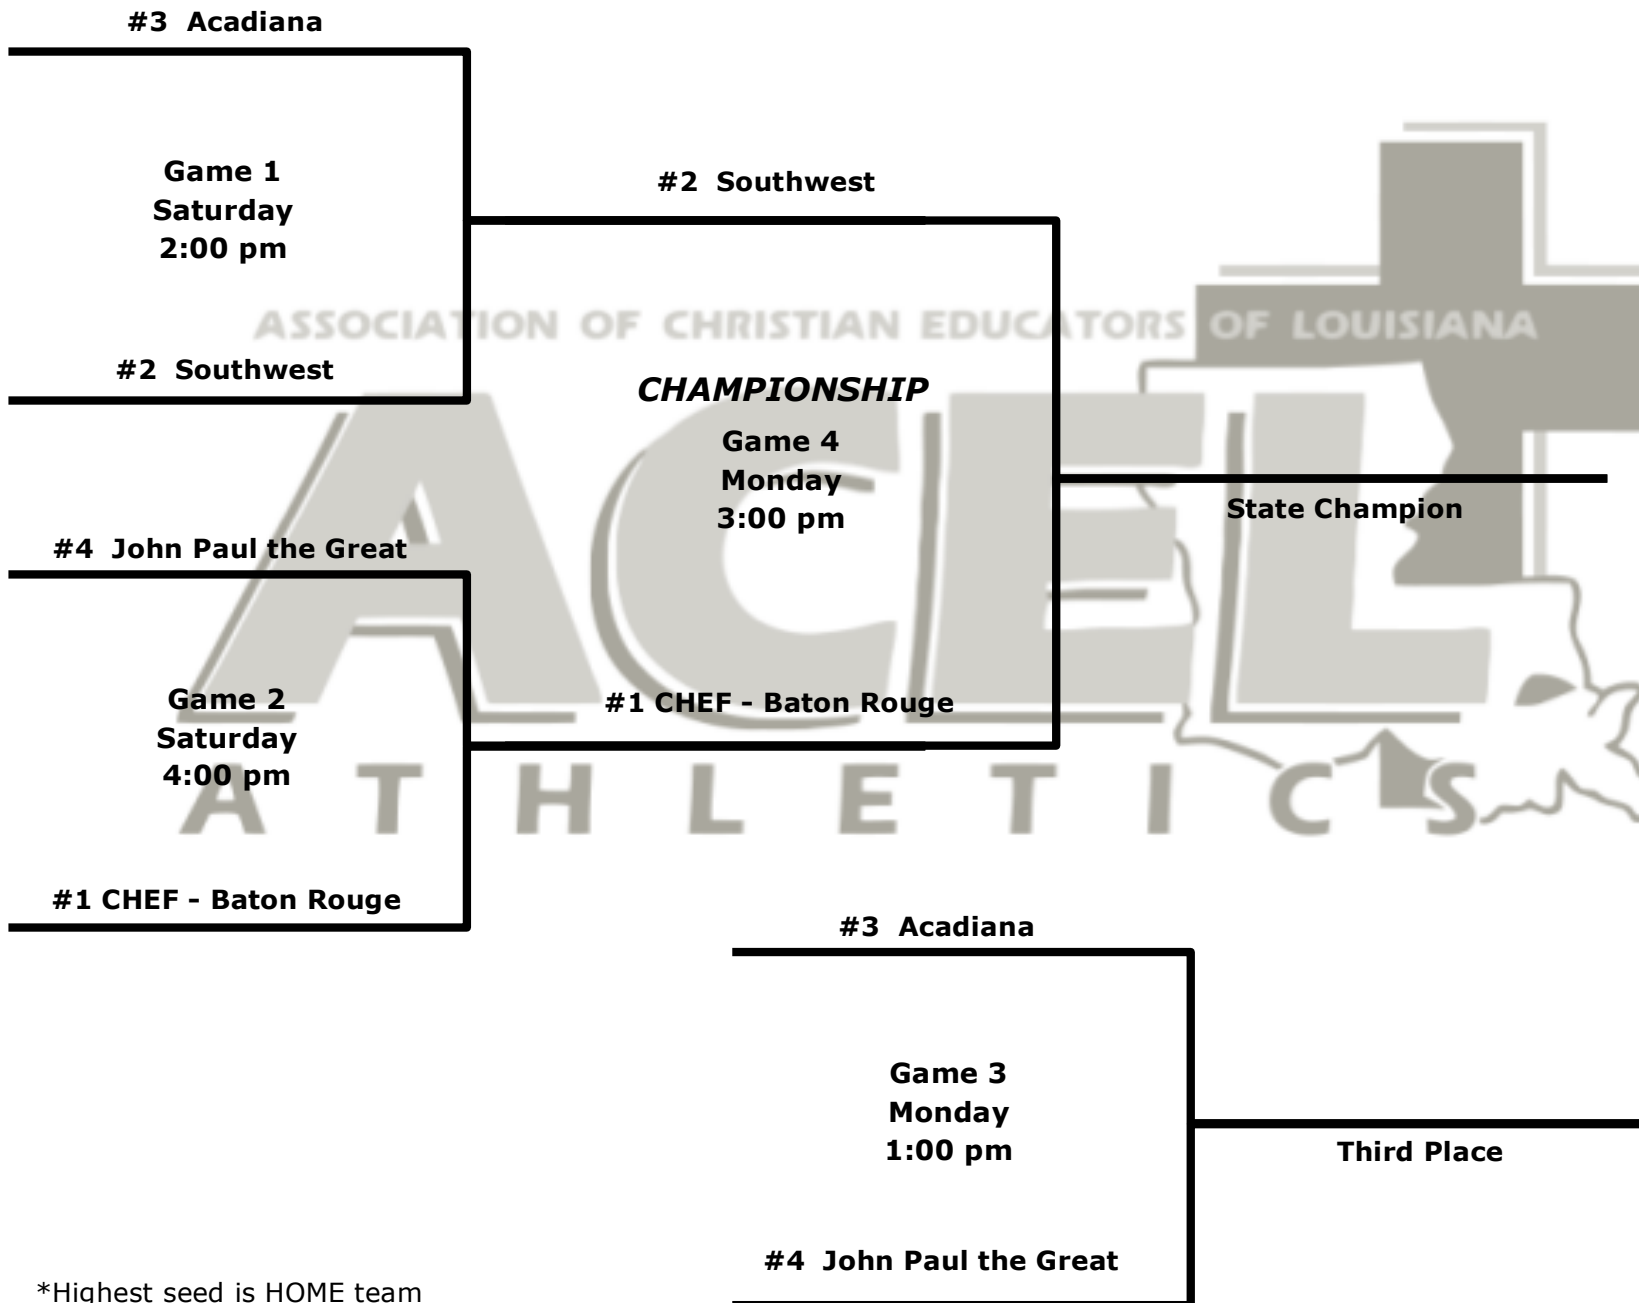 #3 Acadiana
Game 1
Saturday
2:00 pm
#2 Southwest
#2 Southwest
ASSOCIATION OF CHRISTIAN EDUCATORS OF LOUISIANA
CHAMPIONSHIP
Game 4
Monday
3:00 pm
State Champion
ACEL
#4 John Paul the Great
Game 2
Saturday
4:00 pm
#1 CHEF - Baton Rouge
ATHLETICS
#1 CHEF - Baton Rouge
#3 Acadiana
Game 3
Monday
1:00 pm
Third Place
#4 John Paul the Great
*Highest seed is HOME team